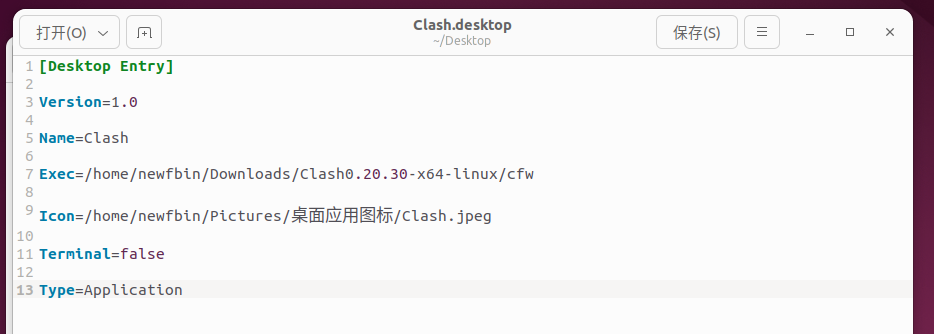 打开(O)
Clash.desktop
~/Desktop
保存(S)
1 [Desktop Entry]
2
3 Version=1.0
4
5 Name=Clash
6
7 Exec=/home/newfbin/Downloads/Clash0.20.30-x64-linux/cfw
8
9 Icon=/home/newfbin/Pictures/桌面应用图标/Clash.jpeg
10
11 Terminal=false
12
13 Type=Application